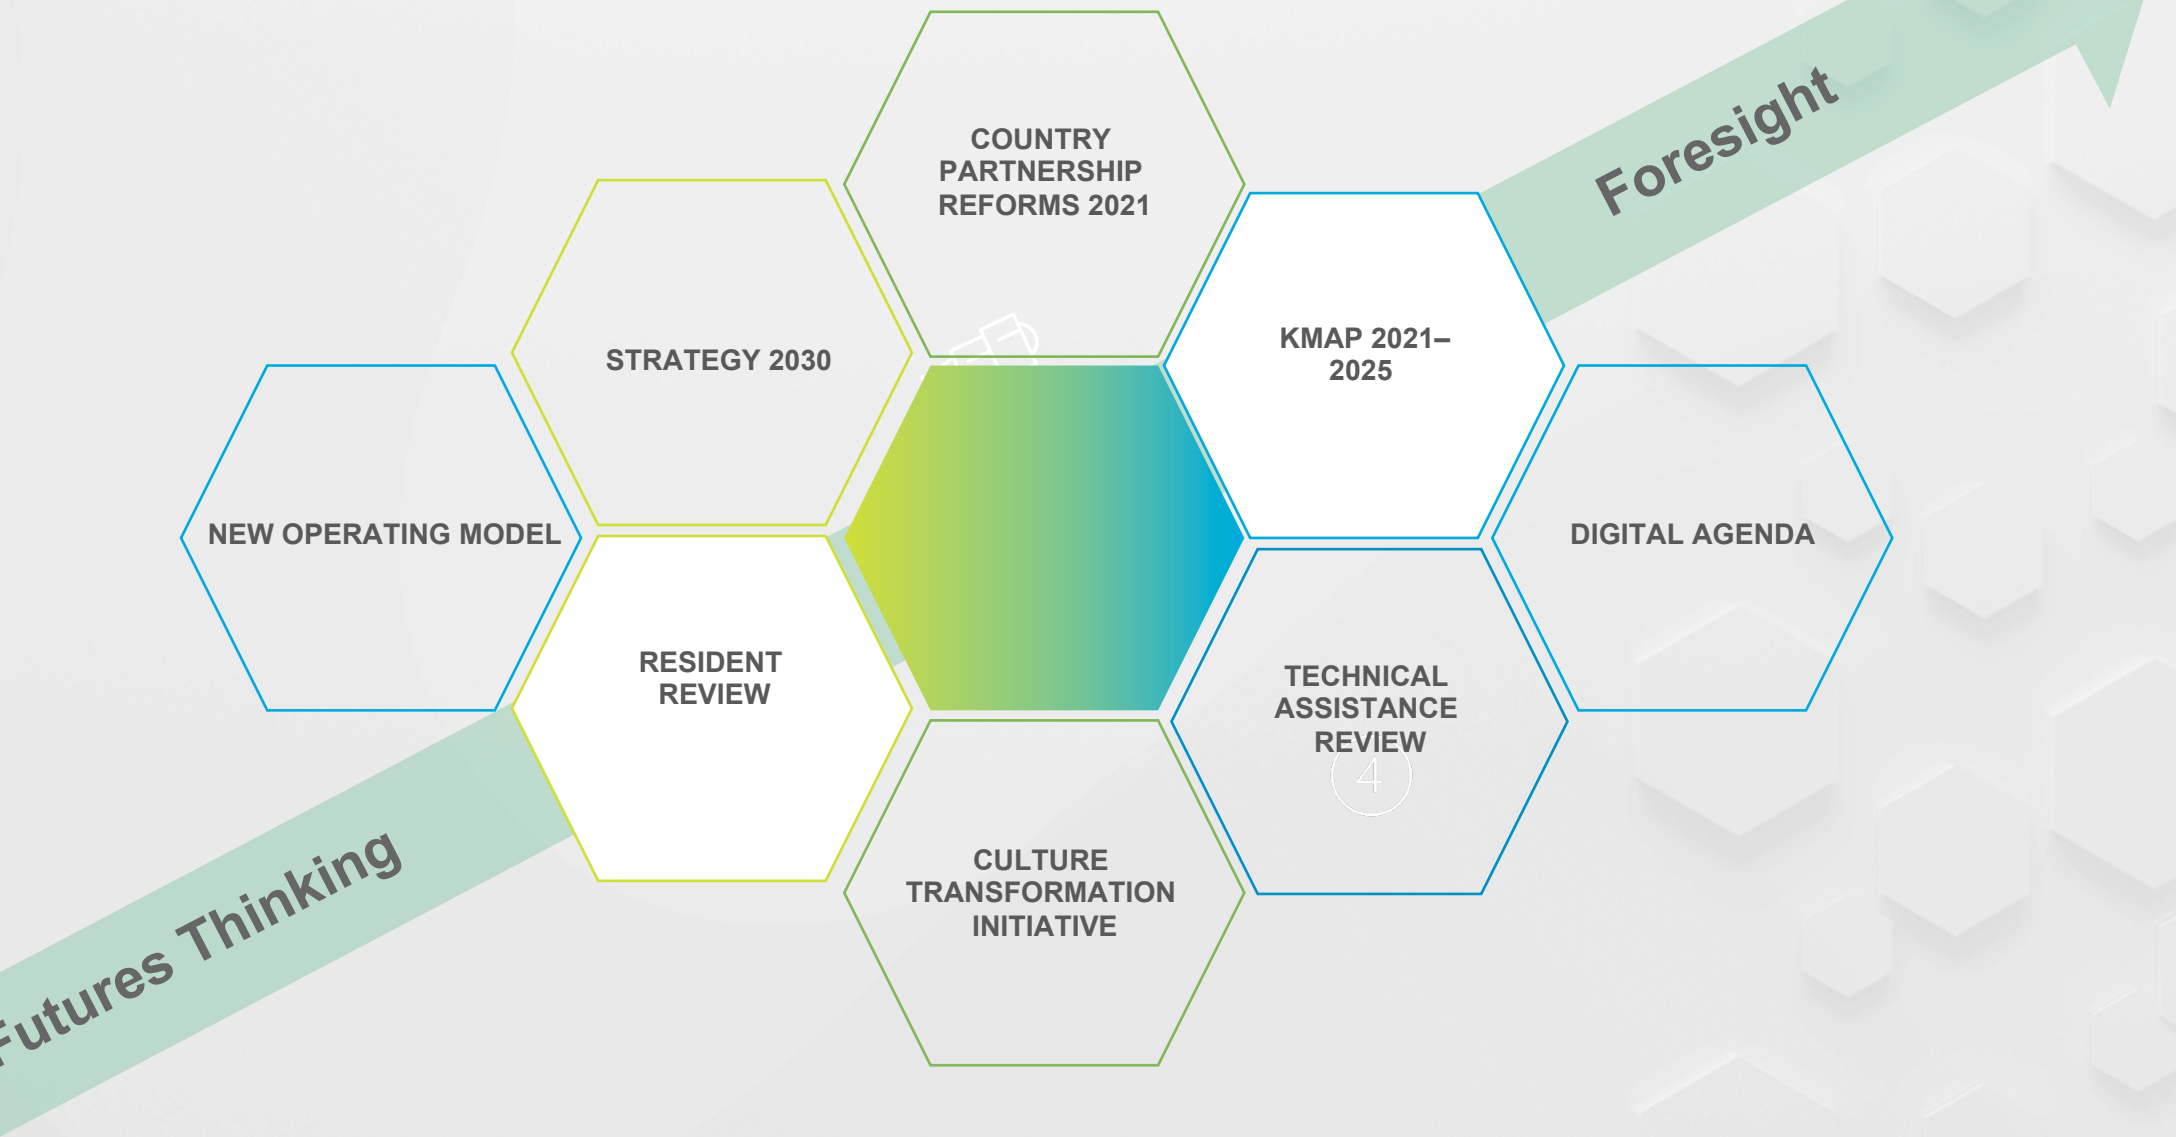 COUNTRY
PARTNERSHIP
REFORMS 2021
Foresight
STRATEGY 2030
KMAP 2021–
2025
NEW OPERATING MODEL
DIGITAL AGENDA
RESIDENT
REVIEW
TECHNICAL
ASSISTANCE
REVIEW
4
CULTURE
TRANSFORMATION
INITIATIVE
Futures Thinking